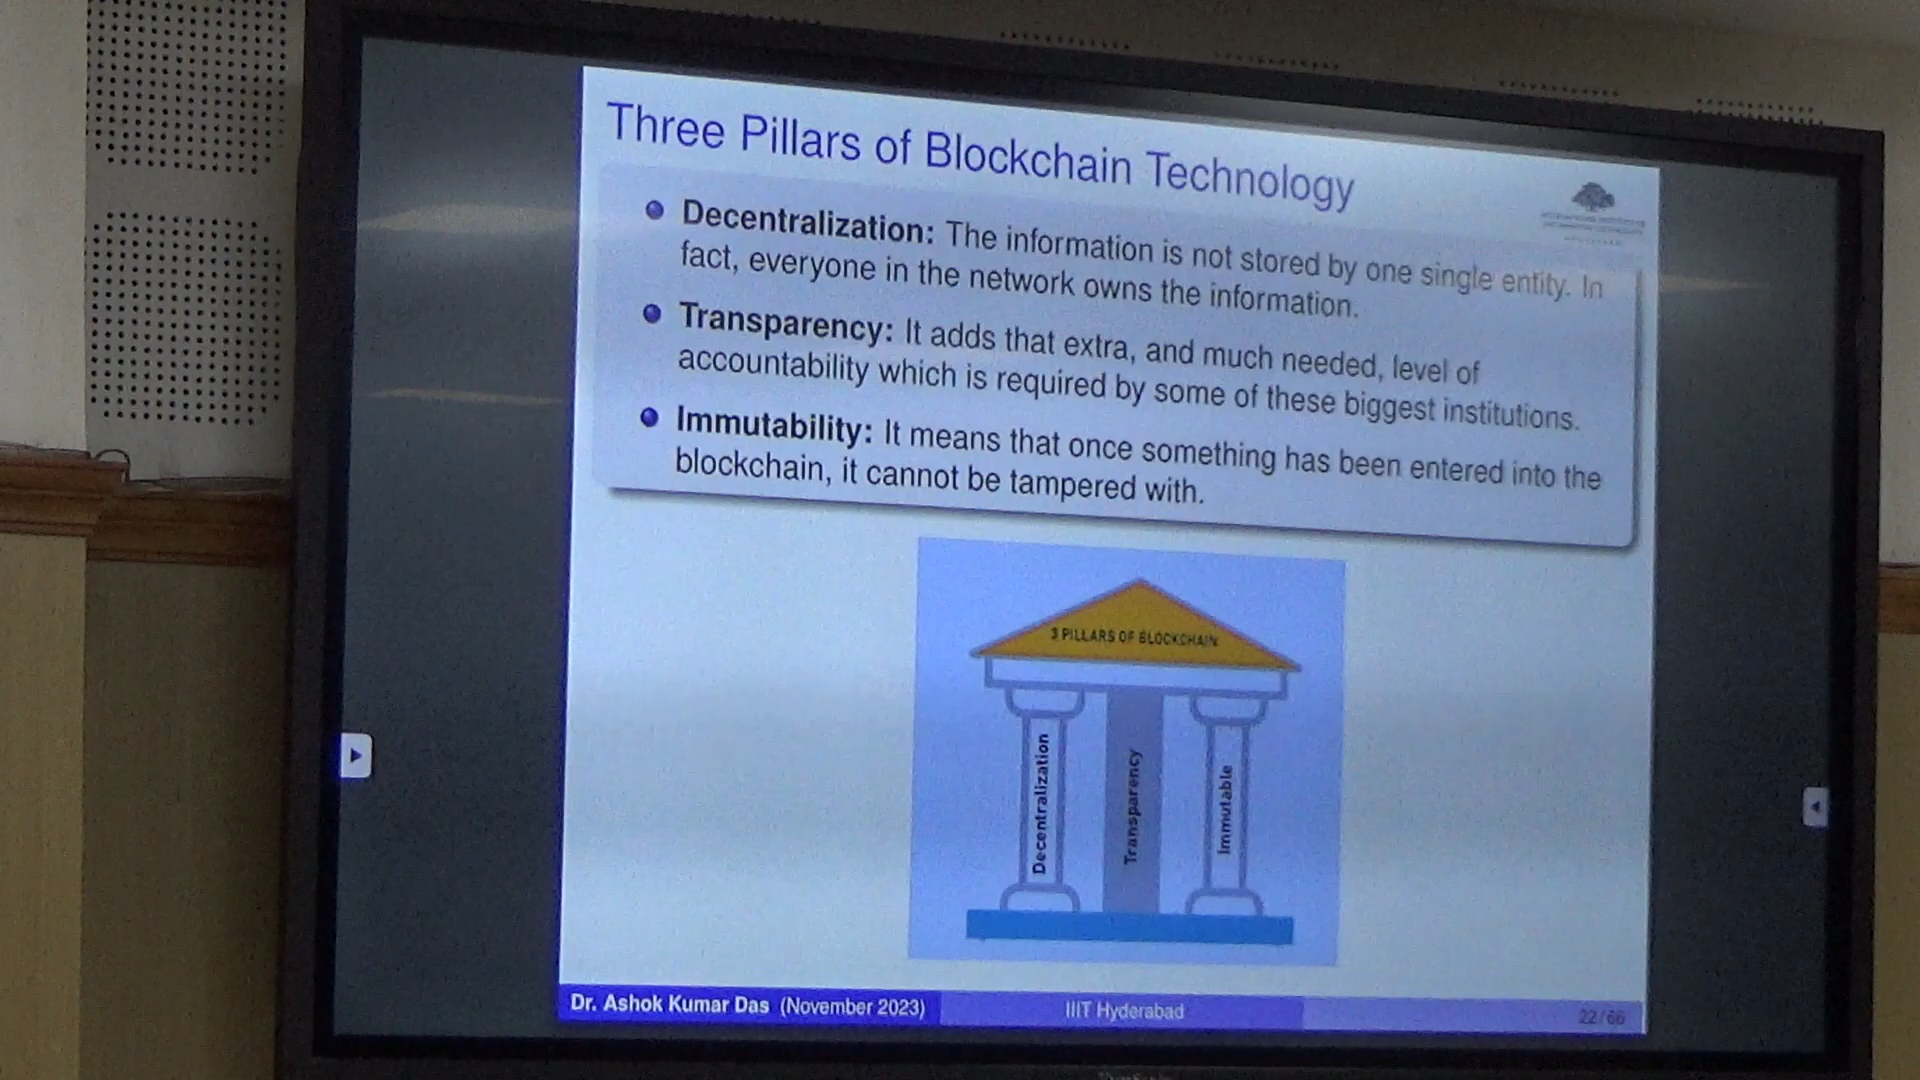 Three Pillars of Blockchain Technology
Decentralization: The information is not stored by one single entity. In
fact, everyone in the network owns the information.
Transparency: It adds that extra, and much needed, level of
accountability which is required by some of these biggest institutions.
Immutability: It means that once something has been entered into the
blockchain, it cannot be tampered with.
3 PILLARS OF BLOCKCHAIN
Decentralization
Transparency
Immutable
Dr. Ashok Kumar Das (November 2023)
IIIT Hyderabad
22/66